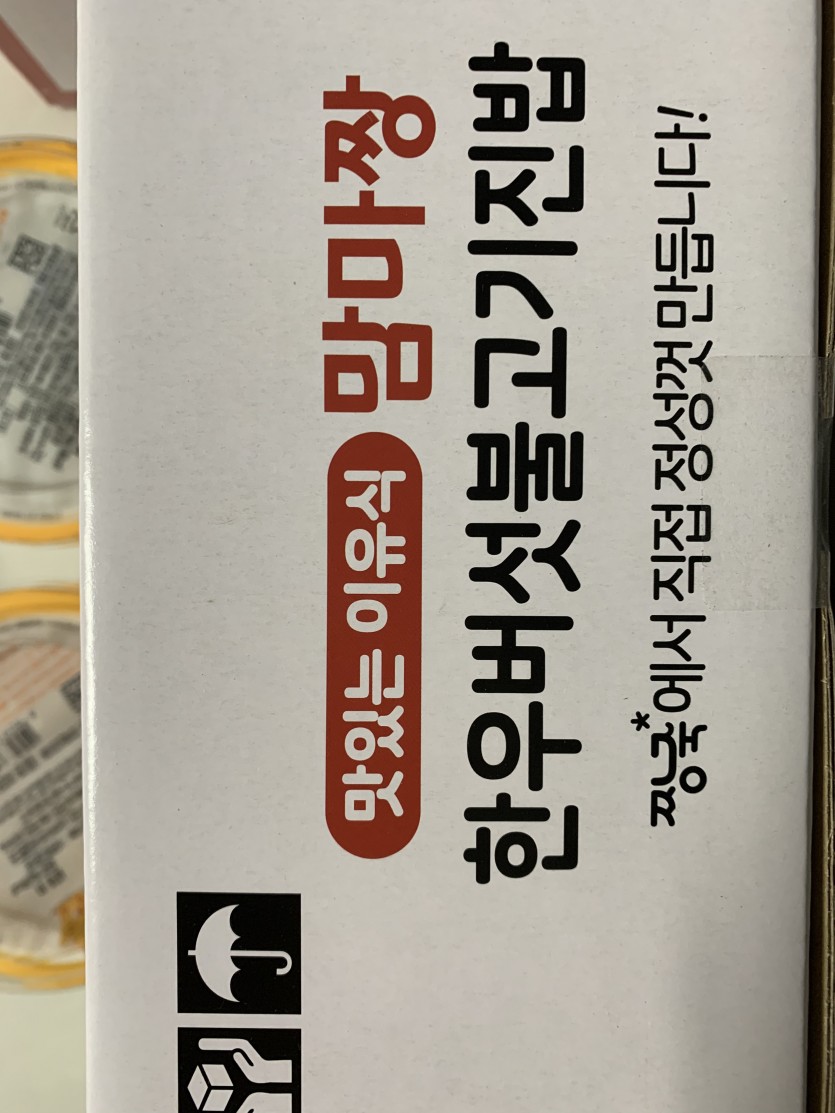 맛있는 이유식 맘마짱
한우버섯불고기진밥
짱죽*에서 직접 정성껏 만듭니다!